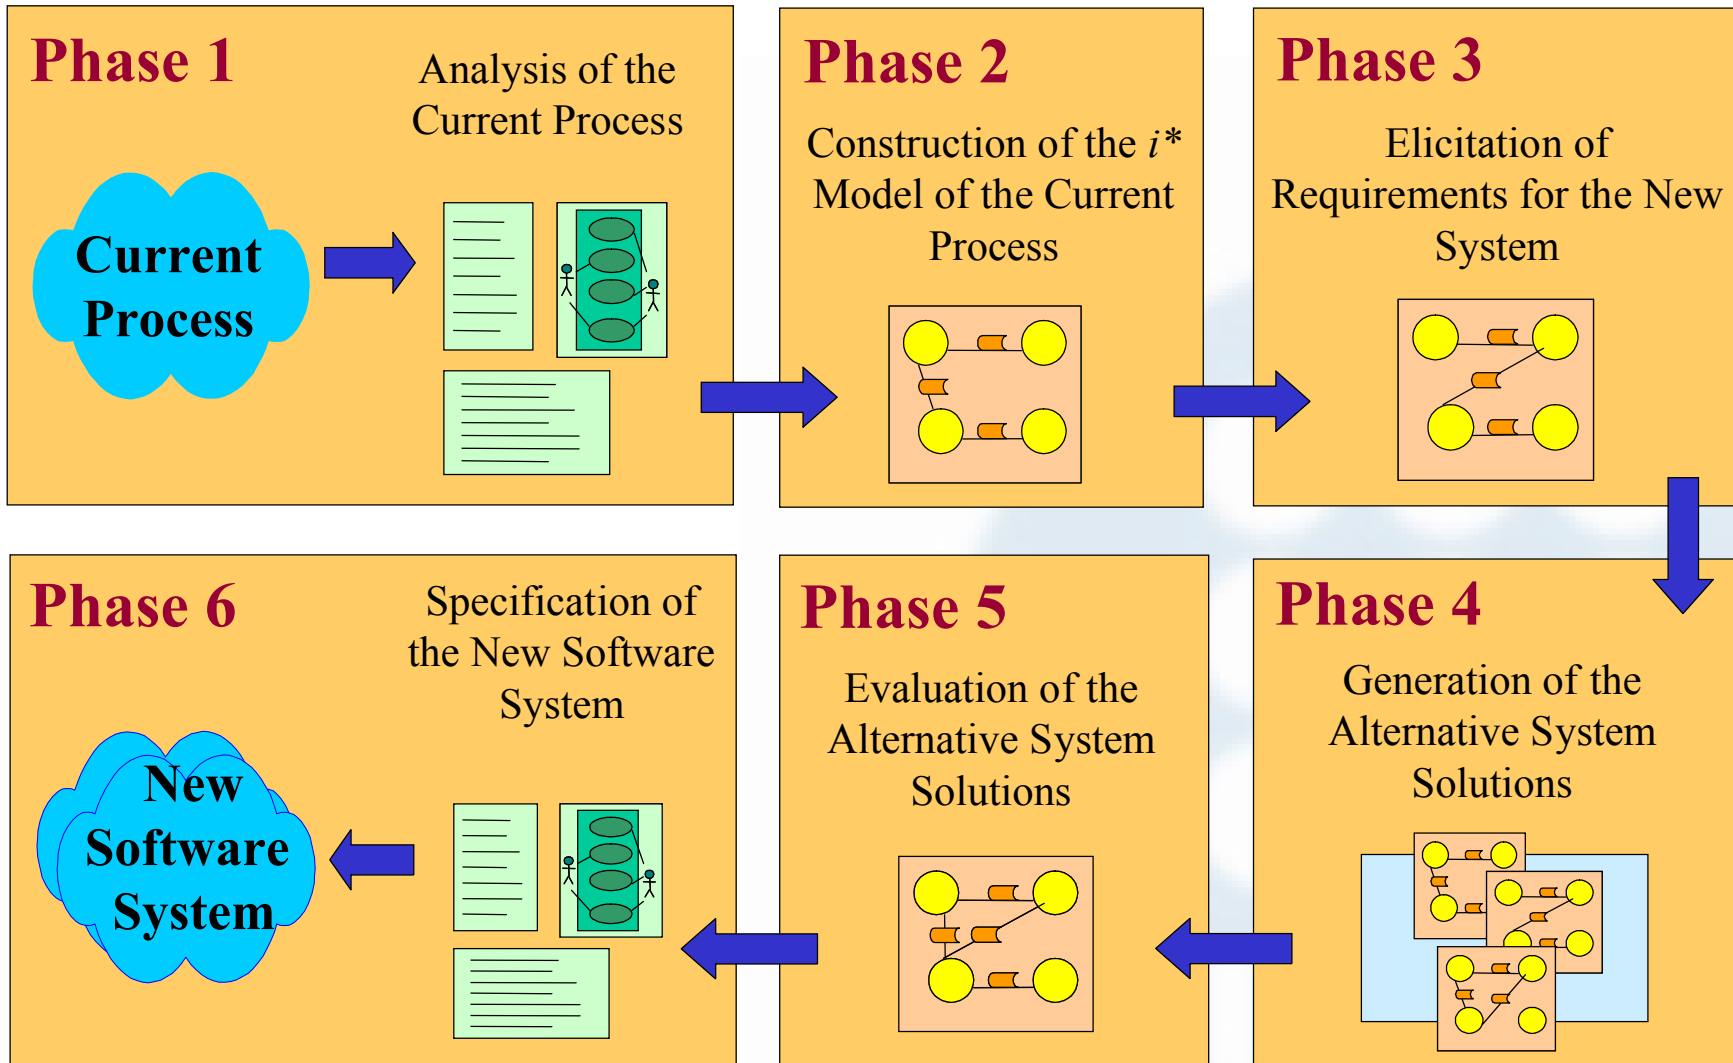 Phase 1
Analysis of the
Current Process
Current
Process
Phase 2
Construction of the i*
Model of the Current
Process
Phase 3
Elicitation of
Requirements for the New
System
Phase 4
Generation of the
Alternative System
Solutions
Phase 5
Evaluation of the
Alternative System
Solutions
Phase 6
Specification of
the New Software
System
New
Software
System